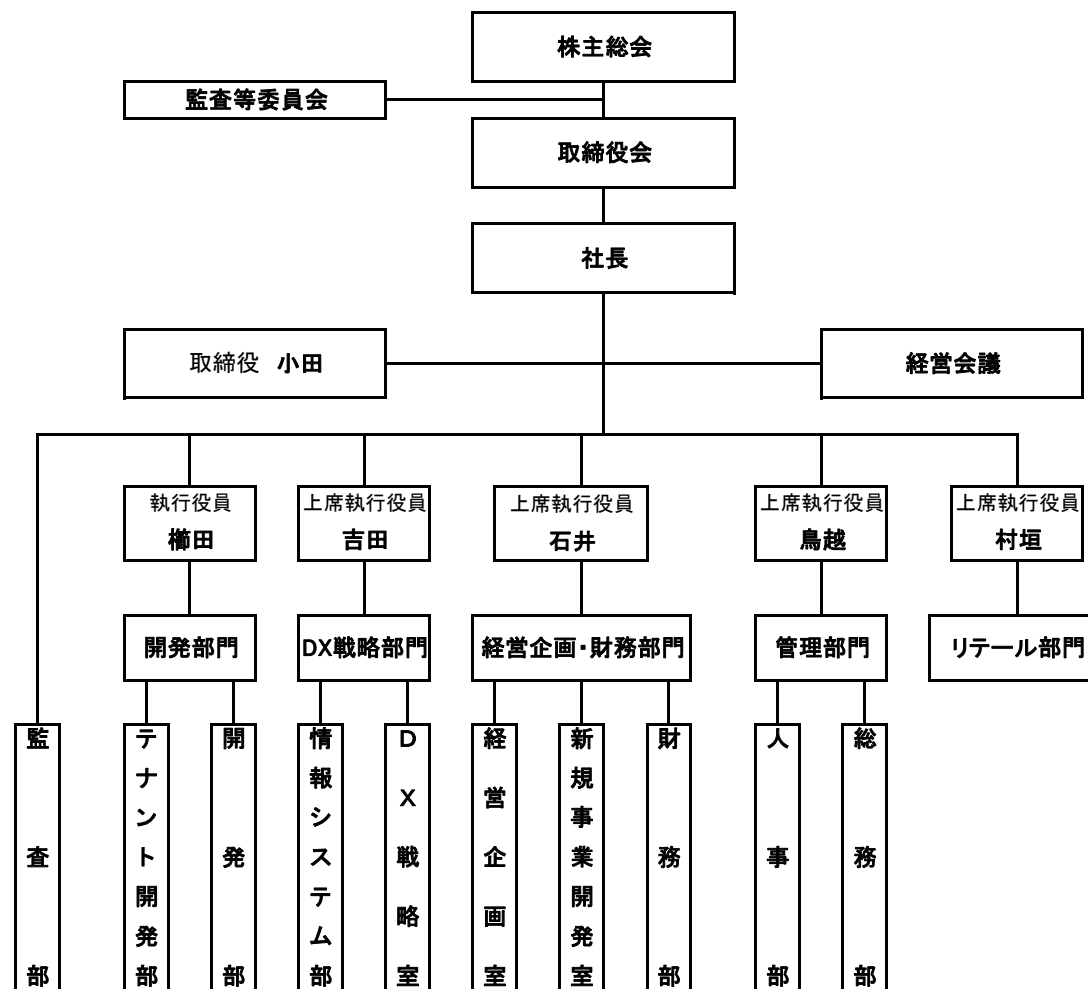 株主総会
監査等委員会
取締役会
社長
取締役　小田
経営会議
執行役員
櫛田
上席執行役員
吉田
上席執行役員
石井
上席執行役員
鳥越
上席執行役員
村垣
開発部門
DX戦略部門
経営企画・財務部門
管理部門
リテール部門
監査部
テナント開発部
開発部
情報システム部
DX戦略室
経営企画室
新規事業開発室
財務部
人事部
総務部